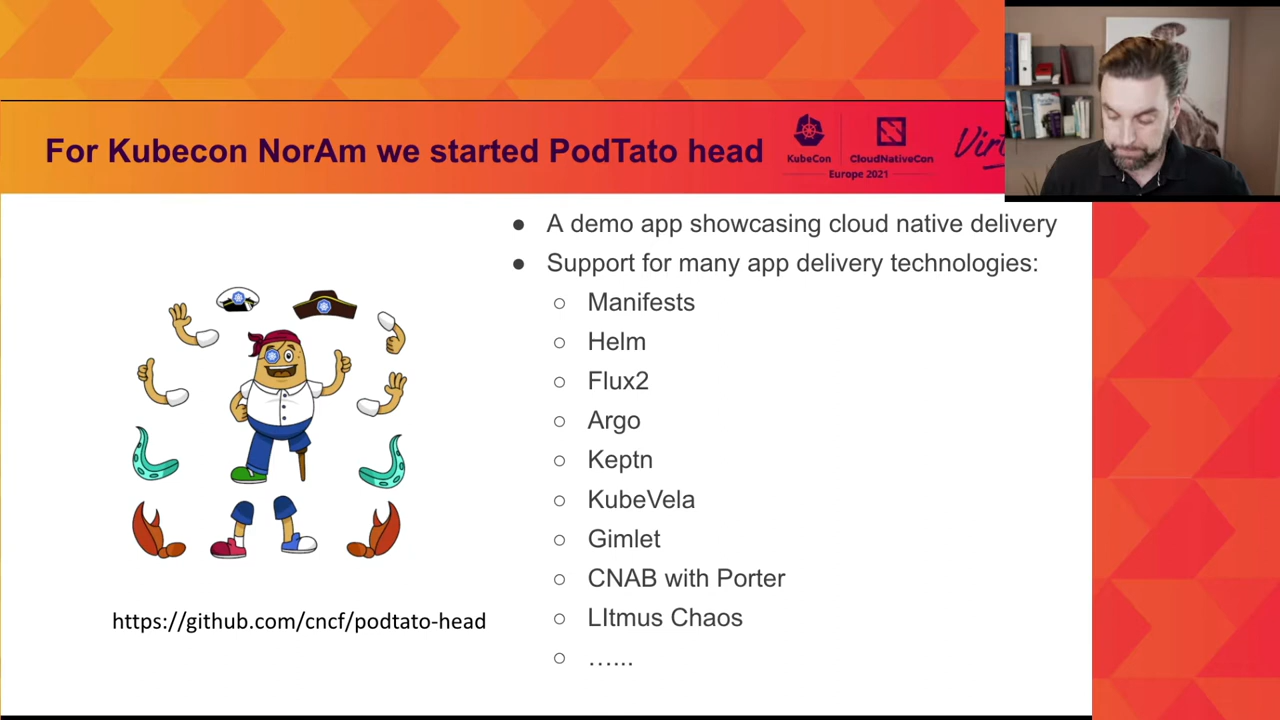 For Kubecon NorAm we started PodTato head
KubeCon
CloudNativeCon
Europe 2021
● A demo app showcasing cloud native delivery
● Support for many app delivery technologies:
○ Manifests
○ Helm
○ Flux2
○ Argo
○ Keptn
○ KubeVela
○ Gimlet
○ CNAB with Porter
○ LItmus Chaos
○ …...
https://github.com/cncf/podtato-head